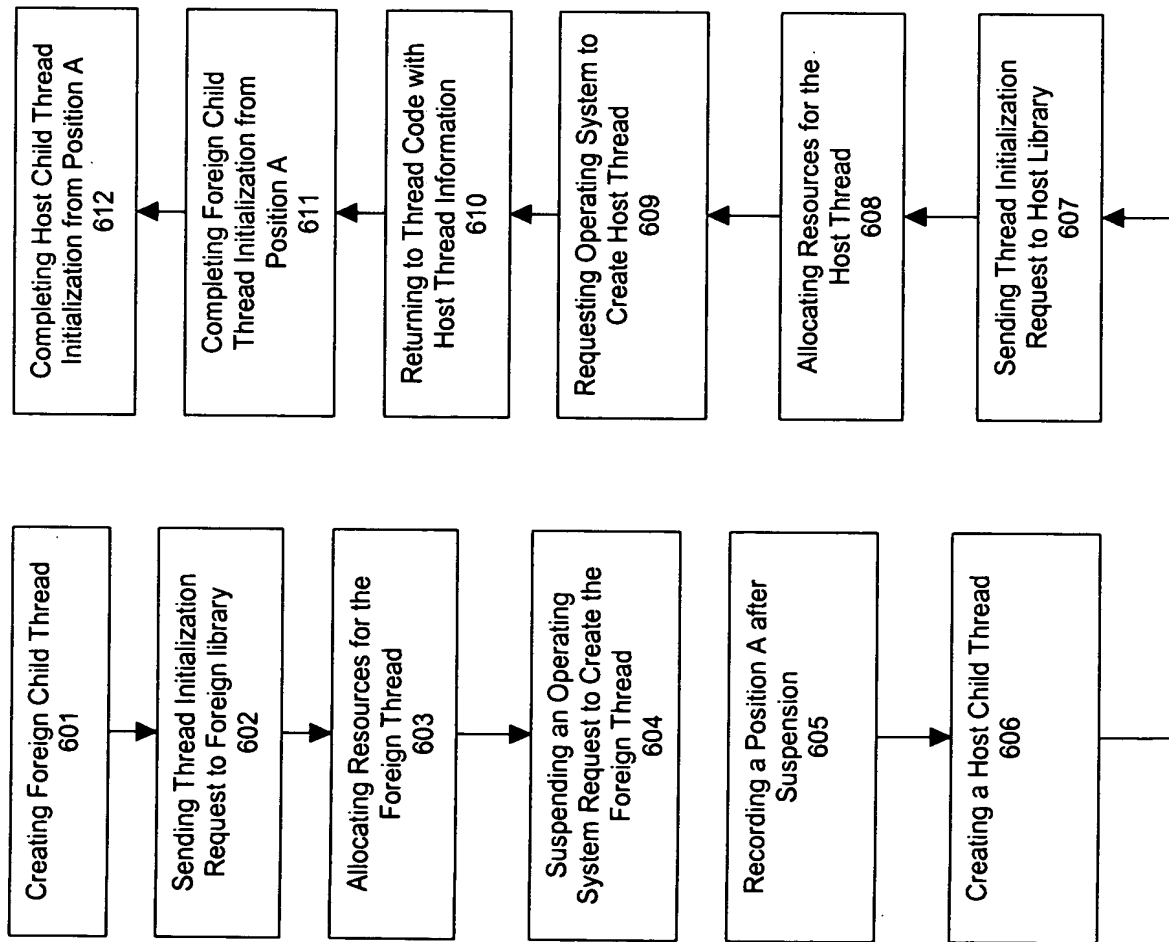 Creating Foreign Child Thread
601
Sending Thread Initialization
Request to Foreign library
602
Allocating Resources for the
Foreign Thread
603
Suspending an Operating
System Request to Create the
Foreign Thread
604
Recording a Position A after
Suspension
605
Creating a Host Child Thread
606
Sending Thread Initialization
Request to Host Library
607
Allocating Resources for the
Host Thread
608
Requesting Operating System to
Create Host Thread
609
Returning to Thread Code with
Host Thread Information
610
Completing Foreign Child
Thread Initialization from
Position A
611
Completing Host Child Thread
Initialization from Position A
612